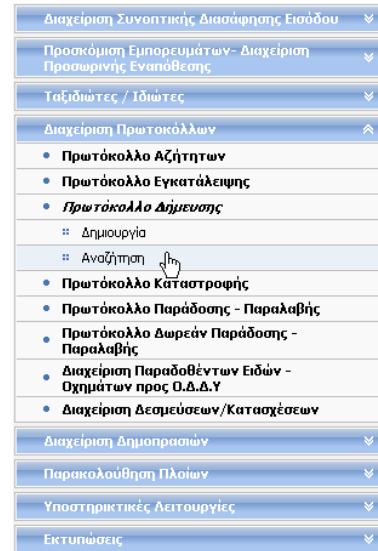 Διαχείριση Συνοπτικής Διασάφησης Εισόδου
Προσκόμιση Εμπορευμάτων- Διαχείριση
Προσωρινής Εναπόθεσης
Ταξιδιώτες / Ιδιώτες
Διαχείριση Πρωτοκόλλων
Πρωτόκολλο Αζήτητων
Πρωτόκολλο Εγκατάλειψης
Πρωτόκολλο Δήμευσης
Δημιουργία
Αναζήτηση
Πρωτόκολλο Καταστροφής
Πρωτόκολλο Παράδοσης - Παραλαβής
Πρωτόκολλο Δωρεάν Παράδοσης -
Παραλαβής
Διαχείριση Παραδοθέντων Ειδών -
Οχημάτων προς Ο.Δ.Δ.Υ
Διαχείριση Δεσμεύσεων/Κατασχέσεων
Διαχείριση Δημοπρασιών
Παρακολούθηση Πλοίων
Υποστηρικτικές Λειτουργίες
Εκτυπώσεις